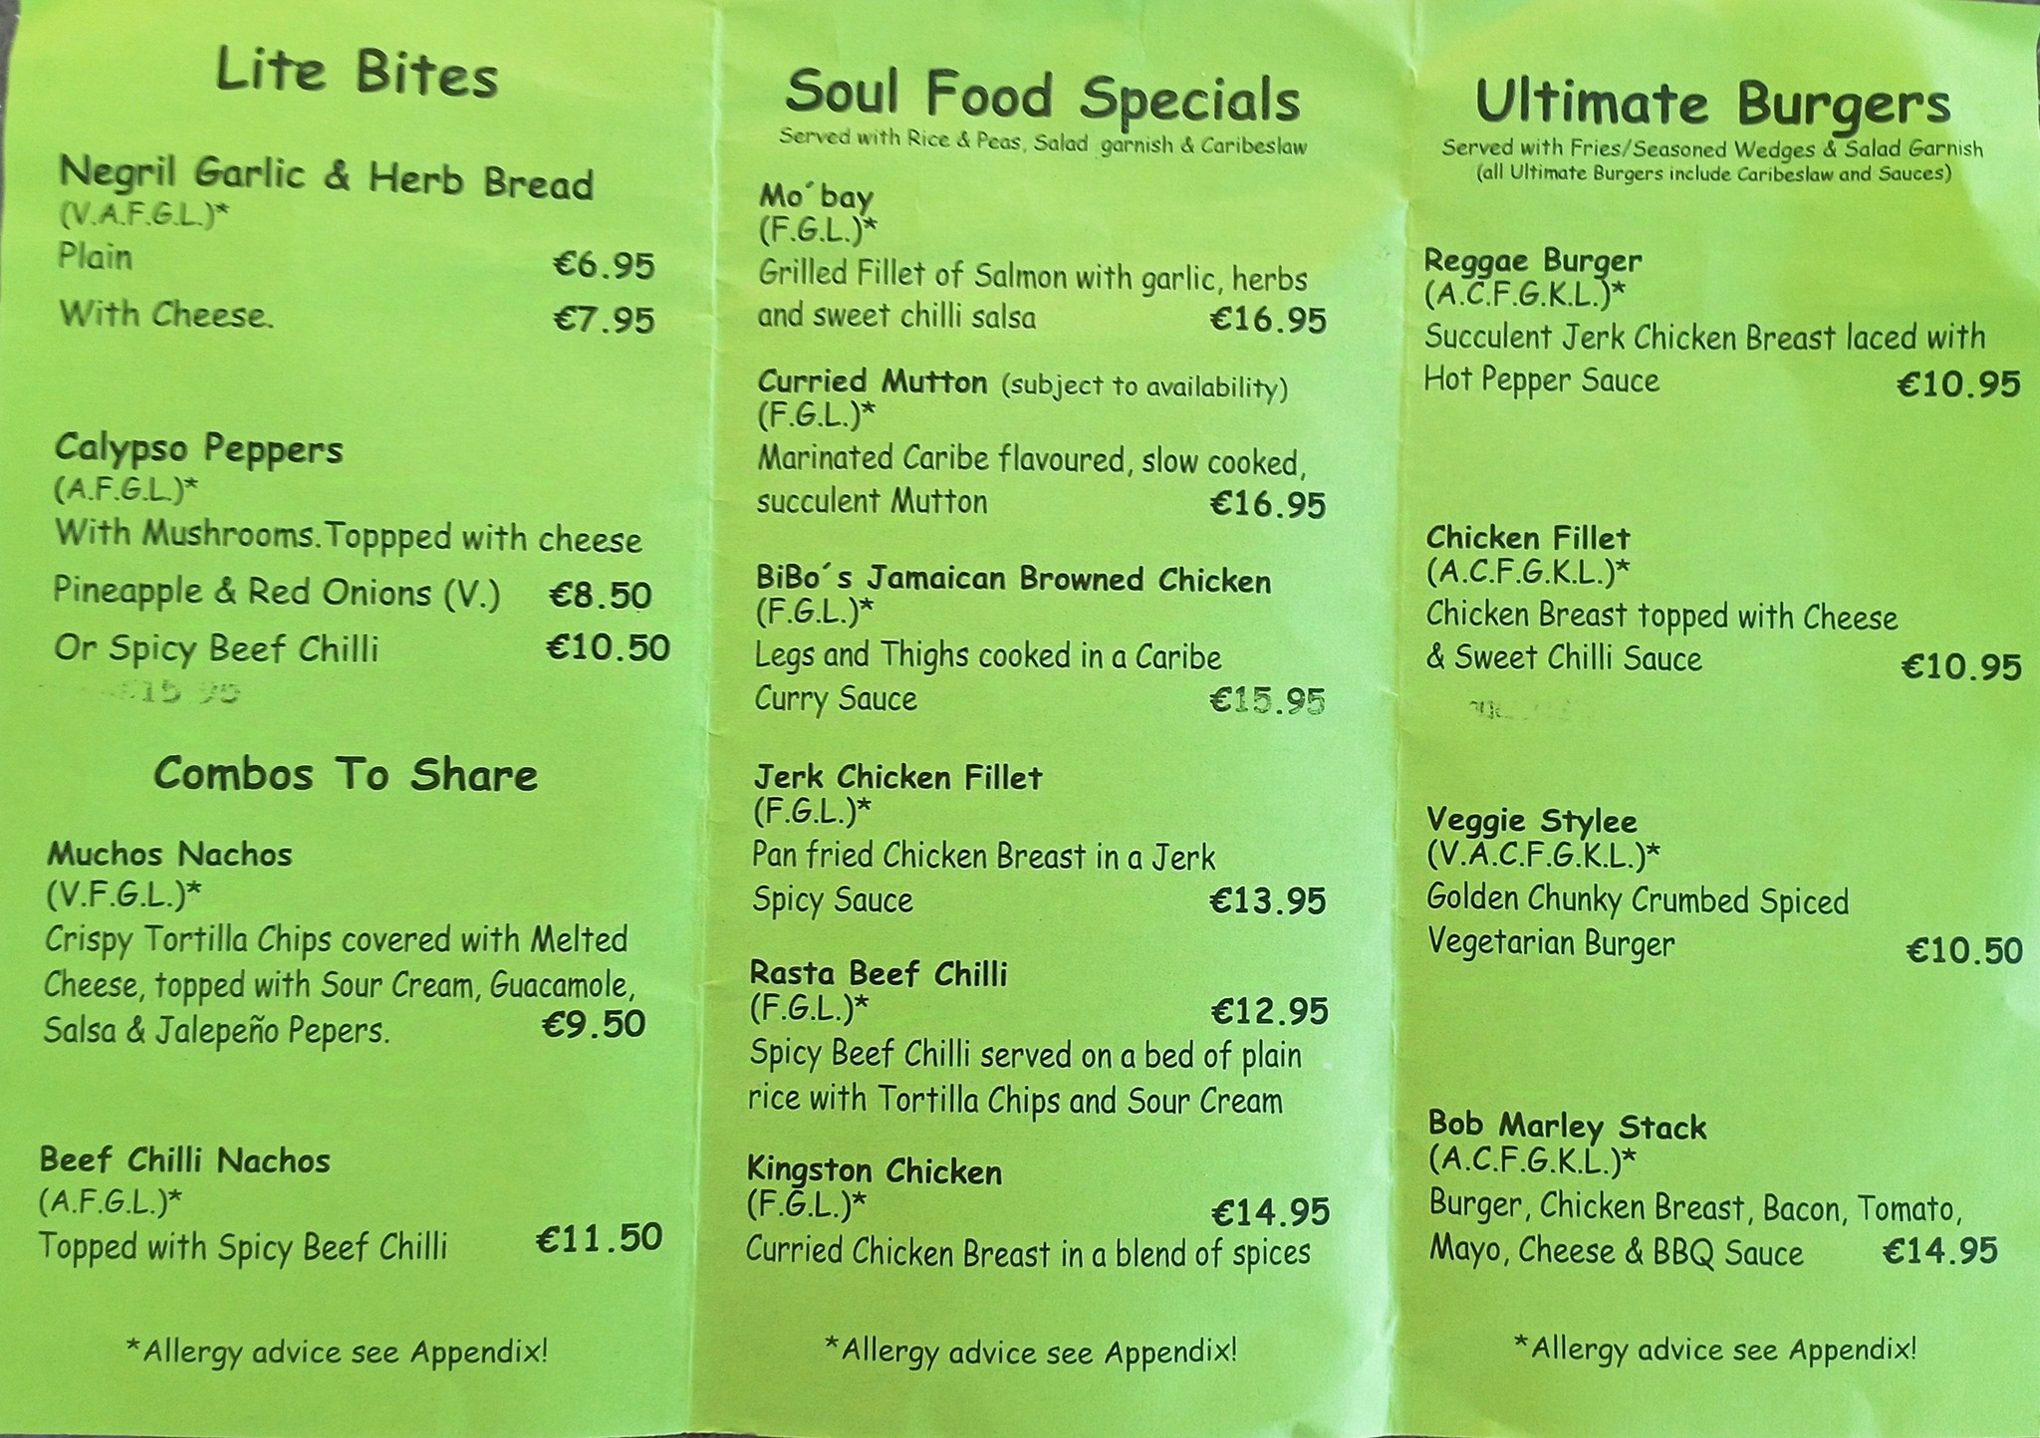 Lite Bites
Negril Garlic & Herb Bread
(V.A.F.G.L.)*
Plain €6.95
With Cheese. €7.95
Calypso Peppers
(A.F.G.L.)*
With Mushrooms.Toppped with cheese
Pineapple & Red Onions (V.) €8.50
Or Spicy Beef Chilli €10.50
€15 95
Combos To Share
Muchos Nachos
(V.F.G.L.)*
Crispy Tortilla Chips covered with Melted
Cheese, topped with Sour Cream, Guacamole,
Salsa & Jalepeño Pepers. €9.50
Beef Chilli Nachos
(A.F.G.L.)*
Topped with Spicy Beef Chilli €11.50
*Allergy advice see Appendix!
Soul Food Specials
Served with Rice & Peas, Salad garnish & Caribeslaw
Mo´bay
(F.G.L.)*
Grilled Fillet of Salmon with garlic, herbs
and sweet chilli salsa €16.95
Curried Mutton (subject to availability)
(F.G.L.)*
Marinated Caribe flavoured, slow cooked,
succulent Mutton €16.95
BiBo´s Jamaican Browned Chicken
(F.G.L.)*
Legs and Thighs cooked in a Caribe
Curry Sauce €15.95
Jerk Chicken Fillet
(F.G.L.)*
Pan fried Chicken Breast in a Jerk
Spicy Sauce €13.95
Rasta Beef Chilli
(F.G.L.)* €12.95
Spicy Beef Chilli served on a bed of plain
rice with Tortilla Chips and Sour Cream
Kingston Chicken
(F.G.L.)* €14.95
Curried Chicken Breast in a blend of spices
*Allergy advice see Appendix!
Ultimate Burgers
Served with Fries/Seasoned Wedges & Salad Garnish
(all Ultimate Burgers include Caribeslaw and Sauces)
Reggae Burger
(A.C.F.G.K.L.)*
Succulent Jerk Chicken Breast laced with
Hot Pepper Sauce €10.95
Chicken Fillet
(A.C.F.G.K.L.)*
Chicken Breast topped with Cheese
& Sweet Chilli Sauce €10.95
Veggie Stylee
(V.A.C.F.G.K.L.)*
Golden Chunky Crumbed Spiced
Vegetarian Burger €10.50
Bob Marley Stack
(A.C.F.G.K.L.)*
Burger, Chicken Breast, Bacon, Tomato,
Mayo, Cheese & BBQ Sauce €14.95
*Allergy advice see Appendix!